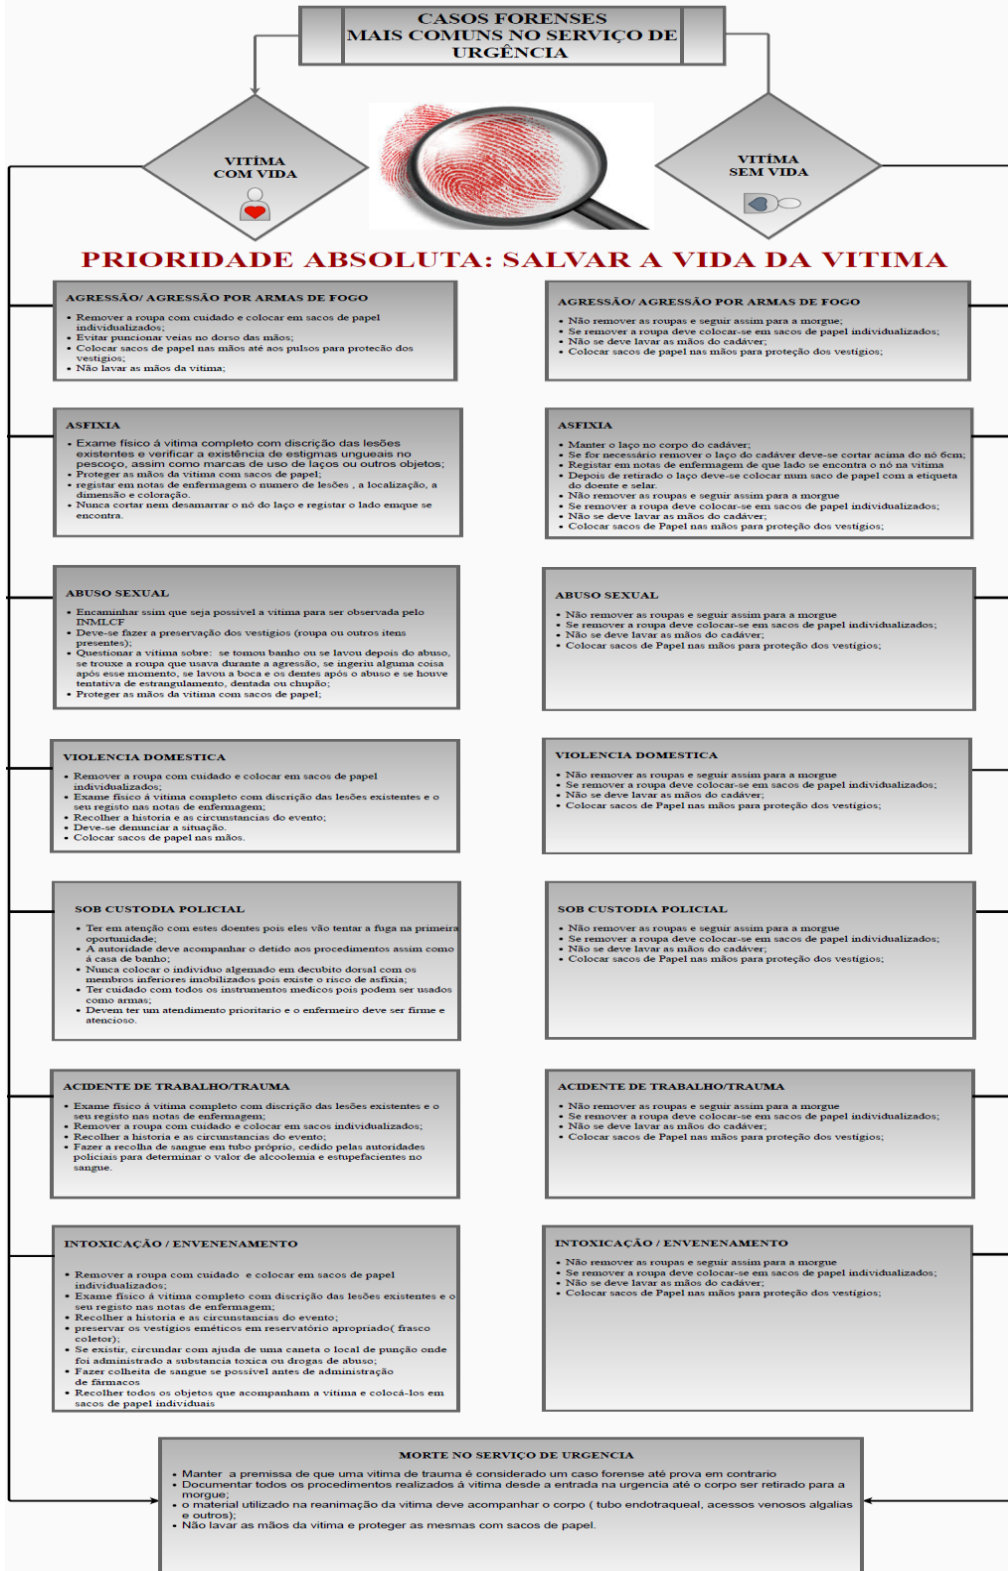 CASOS FORENSES
MAIS COMUNS NO SERVIÇO DE
URGÊNCIA
VITÍMA
COM VIDA
VITÍMA
SEM VIDA
PRIORIDADE ABSOLUTA: SALVAR A VIDA DA VITIMA
AGRESSÃO/ AGRESSÃO POR ARMAS DE FOGO
• Remover a roupa com cuidado e colocar em sacos de papel
individualizados;
• Evitar puncionar veias no dorso das mãos;
• Colocar sacos de papel nas mãos até aos pulsos para protecão dos
vestígios;
• Não lavar as mãos da vítima;
AGRESSÃO/ AGRESSÃO POR ARMAS DE FOGO
• Não remover as roupas e seguir assim para a morgue;
• Se remover a roupa deve colocar-se em sacos de papel individualizados;
• Não se deve lavar as mãos do cadáver;
• Colocar sacos de papel nas mãos para proteção dos vestígios;
ASFIXIA
• Exame físico á vitima completo com discrição das lesões
existentes e verificar a existência de estigmas ungueais no
pescoço, assim como marcas de uso de laços ou outros objetos;
• Proteger as mãos da vitima com sacos de papel;
• registar em notas de enfermagem o numero de lesões , a localização, a
dimensão e coloração.
• Nunca cortar nem desamarrar o nó do laço e registar o lado emque se
encontra.
ASFIXIA
• Manter o laço no corpo do cadáver;
• Se for necessário remover o laço do cadáver deve-se cortar acima do nó 6cm;
• Registar em notas de enfermagem de que lado se encontra o nó na vitima
• Depois de retirado o laço deve-se colocar num saco de papel com a etiqueta
do doente e selar.
• Não remover as roupas e seguir assim para a morgue
• Se remover a roupa deve colocar-se em sacos de papel individualizados;
• Não se deve lavar as mãos do cadáver;
• Colocar sacos de Papel nas mãos para proteção dos vestígios;
ABUSO SEXUAL
• Encaminhar ssim que seja possivel a vitima para ser observada pelo
INMLCF
• Deve-se fazer a preservação dos vestigios (roupa ou outros itens
presentes);
• Questionar a vitima sobre: se tomou banho ou se lavou depois do abuso,
se trouxe a roupa que usava durante a agressão, se ingeriu alguma coisa
após esse momento, se lavou a boca e os dentes após o abuso e se houve
tentativa de estrangulamento, dentada ou chupão;
• Proteger as mãos da vitima com sacos de papel;
ABUSO SEXUAL
• Não remover as roupas e seguir assim para a morgue
• Se remover a roupa deve colocar-se em sacos de papel individualizados;
• Não se deve lavar as mãos do cadáver;
• Colocar sacos de Papel nas mãos para proteção dos vestígios;
VIOLENCIA DOMESTICA
• Remover a roupa com cuidado e colocar em sacos de papel
individualizados;
• Exame físico á vitima completo com discrição das lesões existentes e o
seu registo nas notas de enfermagem;
• Recolher a historia e as circunstancias do evento;
• Deve-se denunciar a situação.
• Colocar sacos de papel nas mãos.
VIOLENCIA DOMESTICA
• Não remover as roupas e seguir assim para a morgue
• Se remover a roupa deve colocar-se em sacos de papel individualizados;
• Não se deve lavar as mãos do cadáver;
• Colocar sacos de Papel nas mãos para proteção dos vestígios;
SOB CUSTODIA POLICIAL
• Ter em atenção com estes doentes pois eles vão tentar a fuga na primeira
oportunidade;
• A autoridade deve acompanhar o detido aos procedimentos assim como
á casa de banho;
• Nunca colocar o individuo algemado em decubito dorsal com os
membros inferiores imobilizados pois existe o risco de asfixia;
• Ter cuidado com todos os instrumentos medicos pois podem ser usados
como armas;
• Devem ter um atendimento prioritario e o enfermeiro deve ser firme e
atencioso.
SOB CUSTODIA POLICIAL
• Não remover as roupas e seguir assim para a morgue
• Se remover a roupa deve colocar-se em sacos de papel individualizados;
• Não se deve lavar as mãos do cadáver;
• Colocar sacos de Papel nas mãos para proteção dos vestígios;
ACIDENTE DE TRABALHO/TRAUMA
• Exame físico á vitima completo com discrição das lesões existentes e o
seu registo nas notas de enfermagem;
• Remover a roupa com cuidado e colocar em sacos individualizados;
• Recolher a historia e as circunstancias do evento;
• Fazer a recolha de sangue em tubo próprio, cedido pelas autoridades
policiais para determinar o valor de alcoolemia e estupefacientes no
sangue.
ACIDENTE DE TRABALHO/TRAUMA
• Não remover as roupas e seguir assim para a morgue
• Se remover a roupa deve colocar-se em sacos de papel individualizados;
• Não se deve lavar as mãos do cadáver;
• Colocar sacos de Papel nas mãos para proteção dos vestígios;
INTOXICAÇÃO / ENVENENAMENTO
• Remover a roupa com cuidado e colocar em sacos de papel
individualizados;
• Exame físico á vitima completo com discrição das lesões existentes e o
seu registo nas notas de enfermagem;
• Recolher a historia e as circunstancias do evento;
• preservar os vestígios eméticos em reservatório apropriado( frasco
coletor);
• Se existir, circundar com ajuda de uma caneta o local de punção onde
foi administrado a substancia toxica ou drogas de abuso;
• Fazer colheita de sangue se possível antes de administração
de fármacos
• Recolher todos os objetos que acompanham a vitima e colocá-los em
sacos de papel individuais
INTOXICAÇÃO / ENVENENAMENTO
• Não remover as roupas e seguir assim para a morgue
• Se remover a roupa deve colocar-se em sacos de papel individualizados;
• Não se deve lavar as mãos do cadáver;
• Colocar sacos de Papel nas mãos para proteção dos vestígios;
MORTE NO SERVIÇO DE URGENCIA
• Manter a premissa de que uma vitima de trauma é considerado um caso forense até prova em contrario
• Documentar todos os procedimentos realizados á vitima desde a entrada na urgencia até o corpo ser retirado para a
morgue;
• o material utilizado na reanimação da vitima deve acompanhar o corpo ( tubo endotraqueal, acessos venosos algalias
e outros);
• Não lavar as mãos da vitima e proteger as mesmas com sacos de papel.